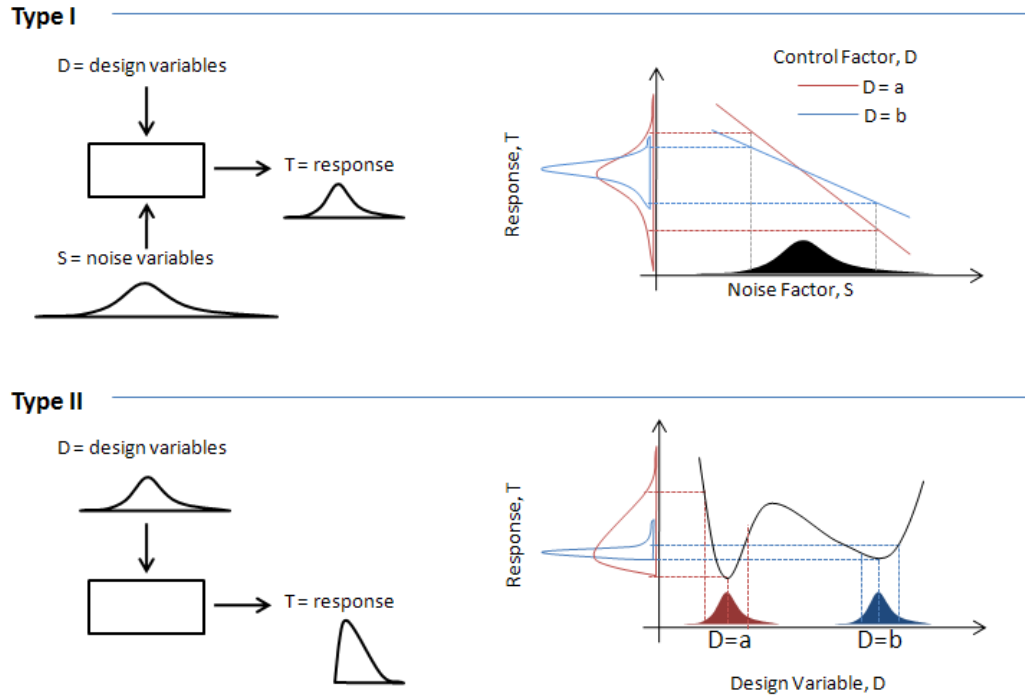 Type I
D = design variables
T = response
S = noise variables
Control Factor, D
D = a
D = b
Response, T
Noise Factor, S
Type II
D = design variables
T = response
Response, T
D=a
D=b
Design Variable, D